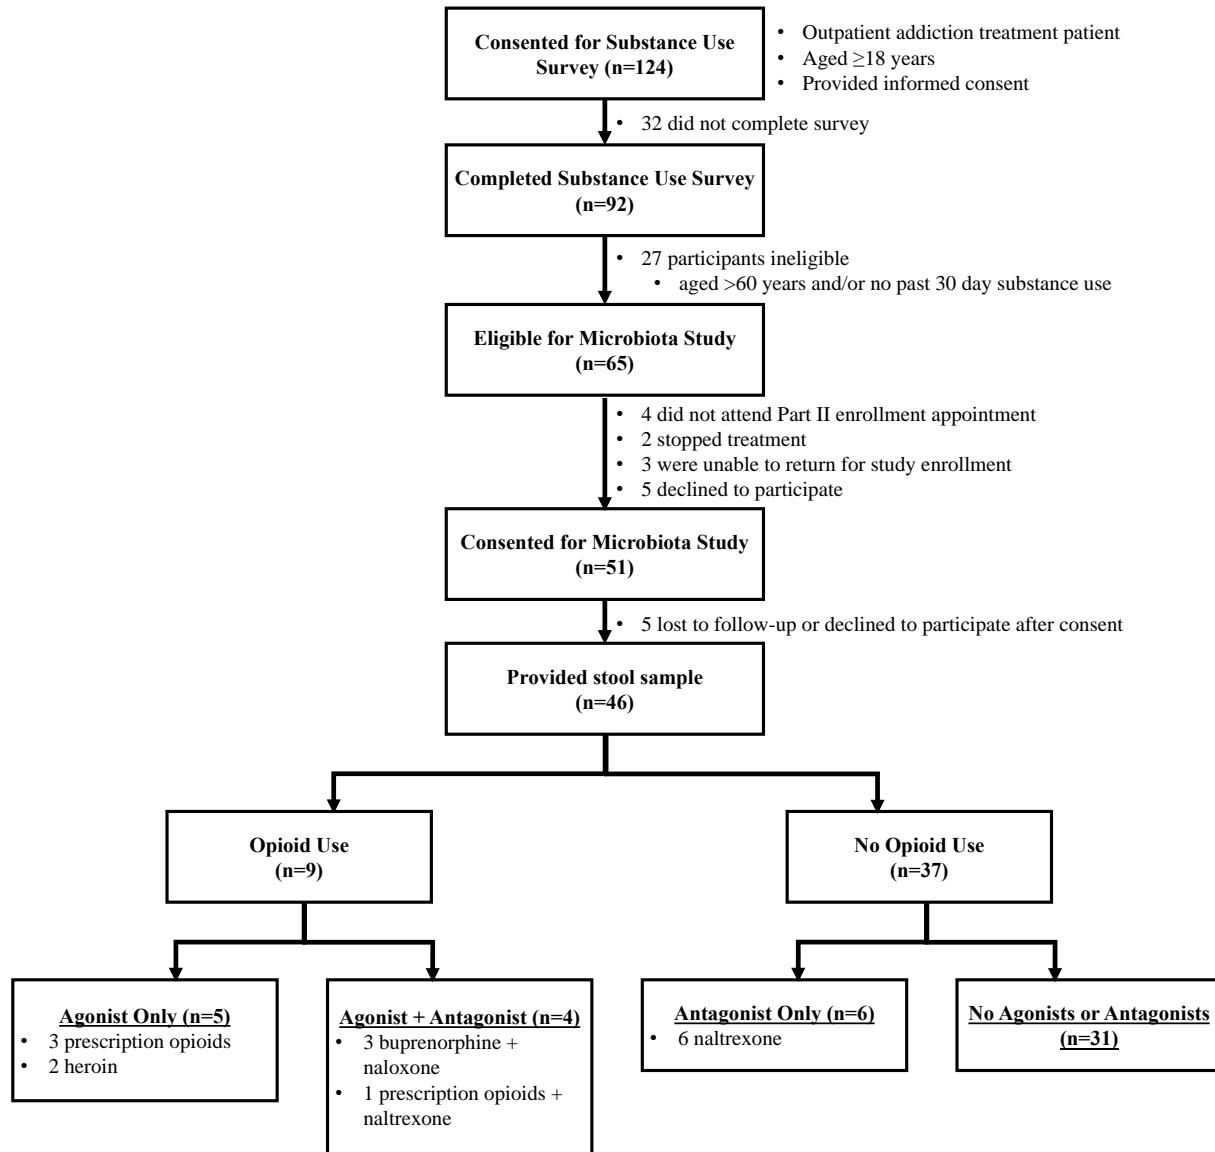 Consented for Substance Use
Survey (n=124)
• Outpatient addiction treatment patient
• Aged ≥18 years
• Provided informed consent
• 32 did not complete survey
Completed Substance Use Survey
(n=92)
• 27 participants ineligible
• aged >60 years and/or no past 30 day substance use
Eligible for Microbiota Study
(n=65)
• 4 did not attend Part II enrollment appointment
• 2 stopped treatment
• 3 were unable to return for study enrollment
• 5 declined to participate
Consented for Microbiota Study
(n=51)
• 5 lost to follow-up or declined to participate after consent
Provided stool sample
(n=46)
Opioid Use
(n=9)
No Opioid Use
(n=37)
Agonist Only (n=5)
• 3 prescription opioids
• 2 heroin
Agonist + Antagonist (n=4)
• 3 buprenorphine +
naloxone
• 1 prescription opioids +
naltrexone
Antagonist Only (n=6)
• 6 naltrexone
No Agonists or Antagonists
(n=31)